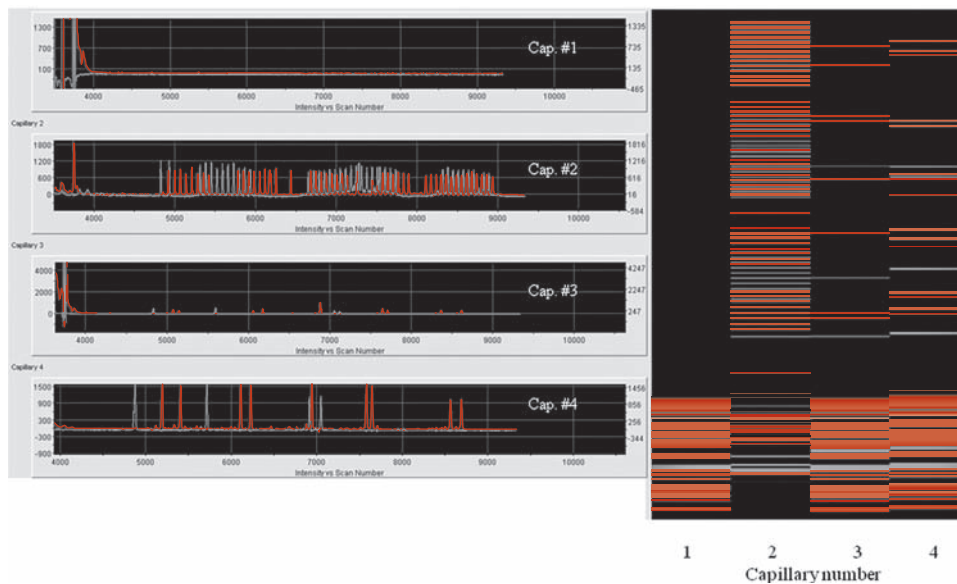 1300
700
100
1335
735
135
465
Cap. #1
4000 5000 6000 7000 8000 9000 10000
Intensity vs Scan Number
Capillary 2
1800
1200
600
0
1816
1216
616
16
-584
Cap. #2
4000 5000 6000 7000 8000 9000 10000
Intensity vs Scan Number
Capillary 3
4000
2000
0
4247
2247
247
Cap. #3
4000 5000 6000 7000 8000 9000 10000
Intensity vs Scan Number
Capillary 4
1500
900
300
-300
-900
1456
856
256
-344
Cap. #4
4000 5000 6000 7000 8000 9000 10000
Intensity vs Scan Number
1 2 3 4
Capillary number